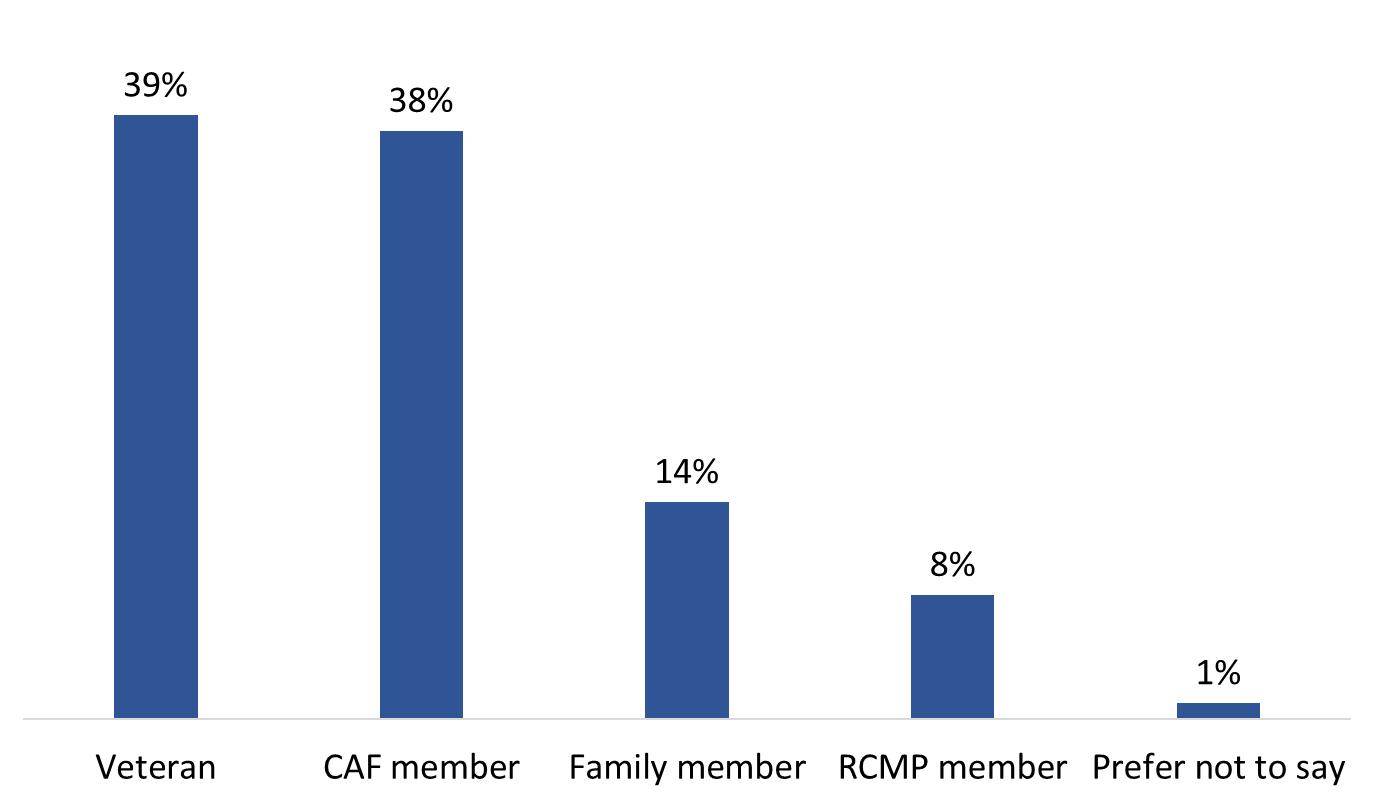 39%
38%
14%
8%
1%
Veteran
CAF member
Family member
RCMP member
Prefer not to say